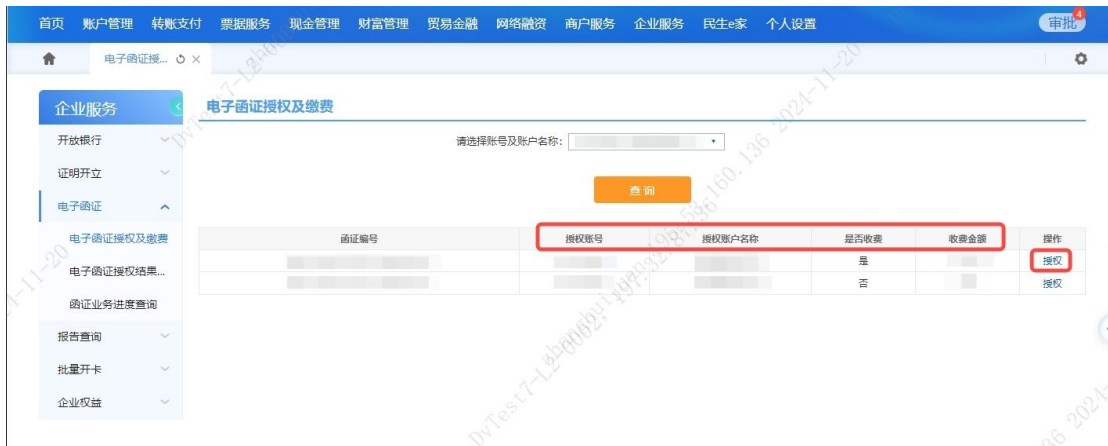 首页 账户管理 转账支付 票据服务 现金管理 财富管理 贸易金融 网络融资 商户服务 企业服务 民生e家 个人设置 审批 4
电子函证授... ×
企业服务
电子函证授权及缴费
开放银行
请选择账号及账户名称:
证明开立
查询
电子函证
电子函证授权及缴费
函证编号 授权账号 授权账户名称 是否收费 收费金额 操作
是 授权
电子函证授权结果...
否 授权
函证业务进度查询
报告查询
批量开卡
企业权益